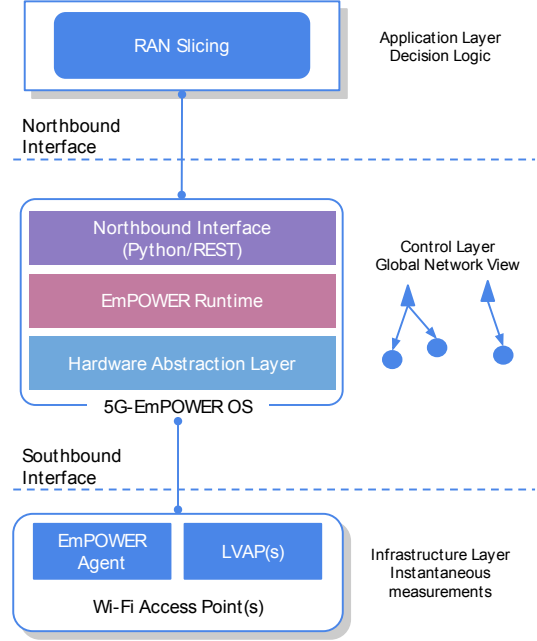 RAN Slicing
Application Layer
Decision Logic
Northbound
Interface
Northbound Interface
(Python/REST)
EmPOWER Runtime
Hardware Abstraction Layer
5G-EmPOWER OS
Control Layer
Global Network View
Southbound
Interface
EmPOWER
Agent
LVAP(s)
Wi-Fi Access Point(s)
Infrastructure Layer
Instantaneous
measurements